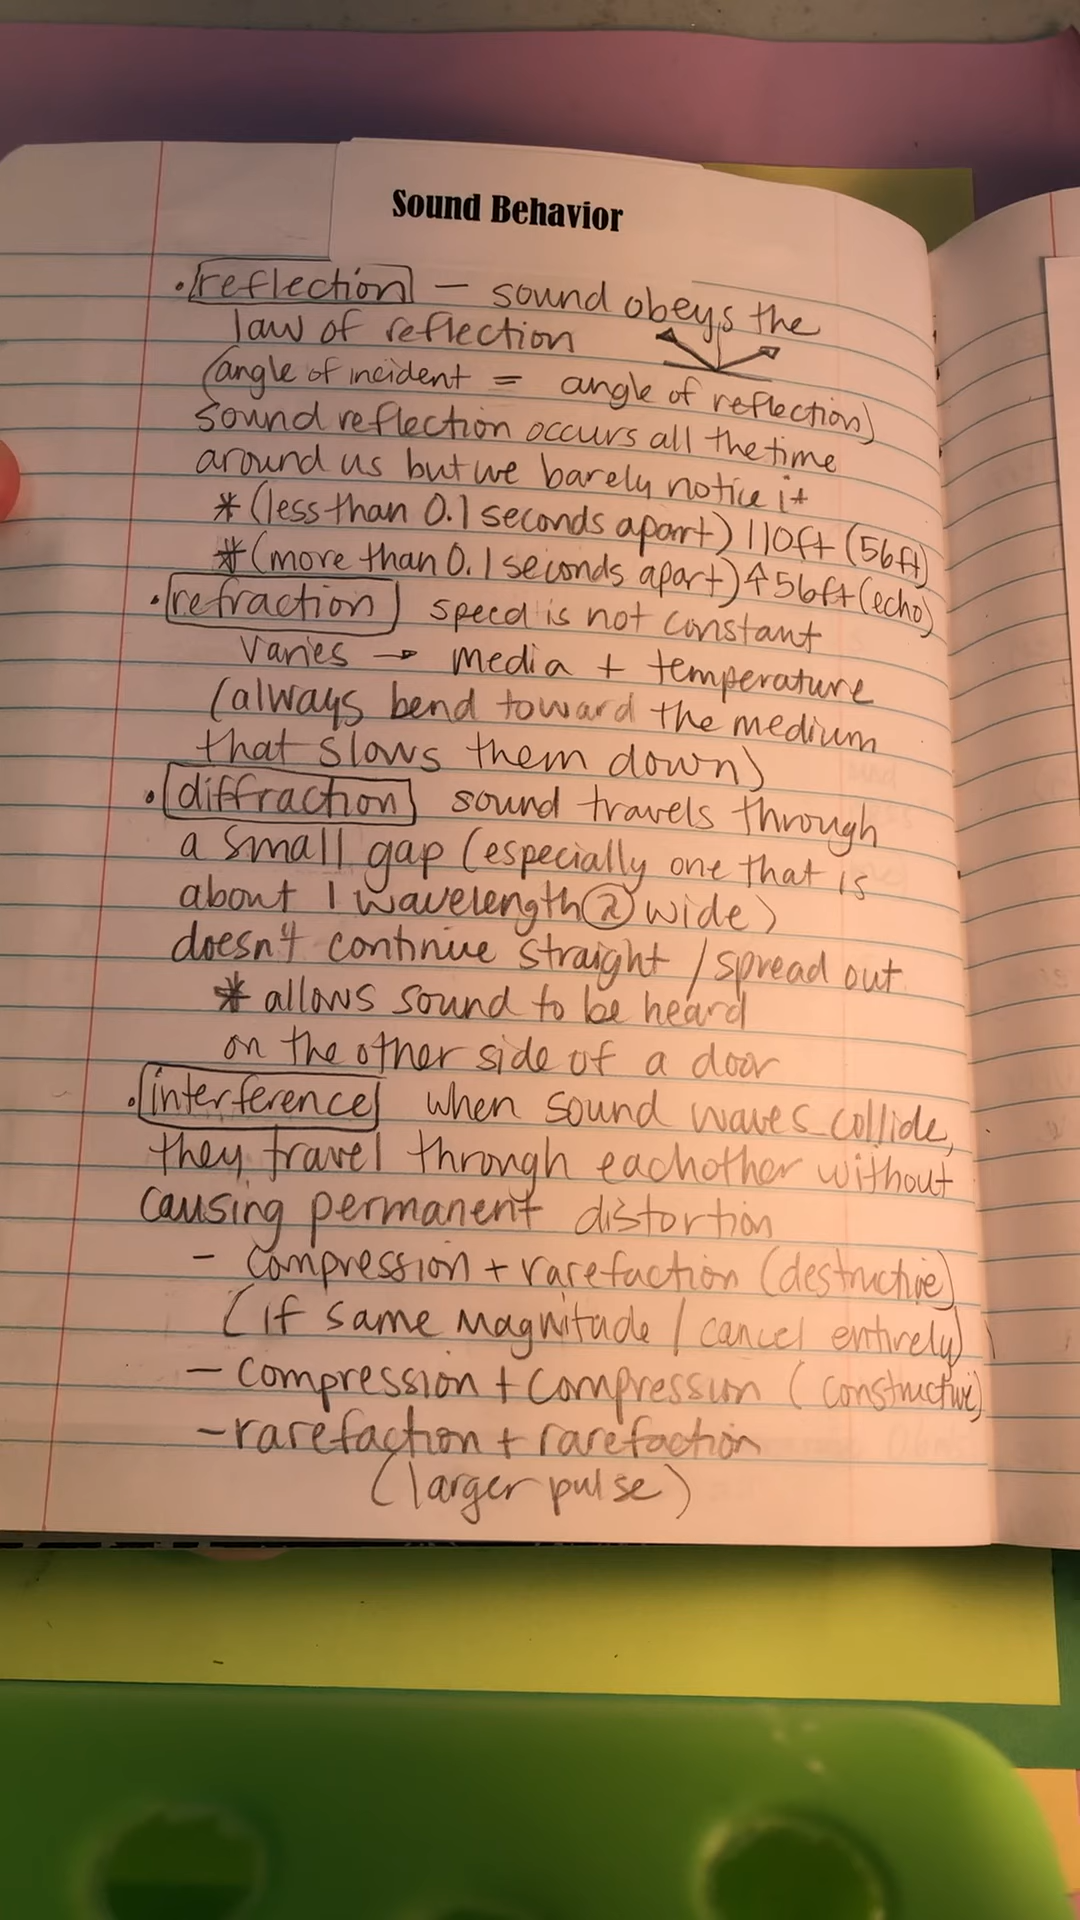 Sound Behavior
• reflection – sound obeys the
law of reflection
(angle of incident = angle of reflection)
sound reflection occurs all the time
around us but we barely notice it
* (less than 0.1 seconds apart) 110ft (56ft)
* (more than 0.1 seconds apart) ↑56ft (echo)
• refraction speed is not constant
varies → media + temperature
(always bend toward the medium
that slows them down)
• diffraction sound travels through
a small gap (especially one that is
about 1 wavelength λ wide)
doesn't continue straight / spread out
* allows sound to be heard
on the other side of a door
• interference when sound waves collide,
they travel through eachother without
causing permanent distortion
- compression + rarefaction (destructive)
(if same magnitude / cancel entirely)
- compression + compression (constructive)
- rarefaction + rarefaction
(larger pulse)